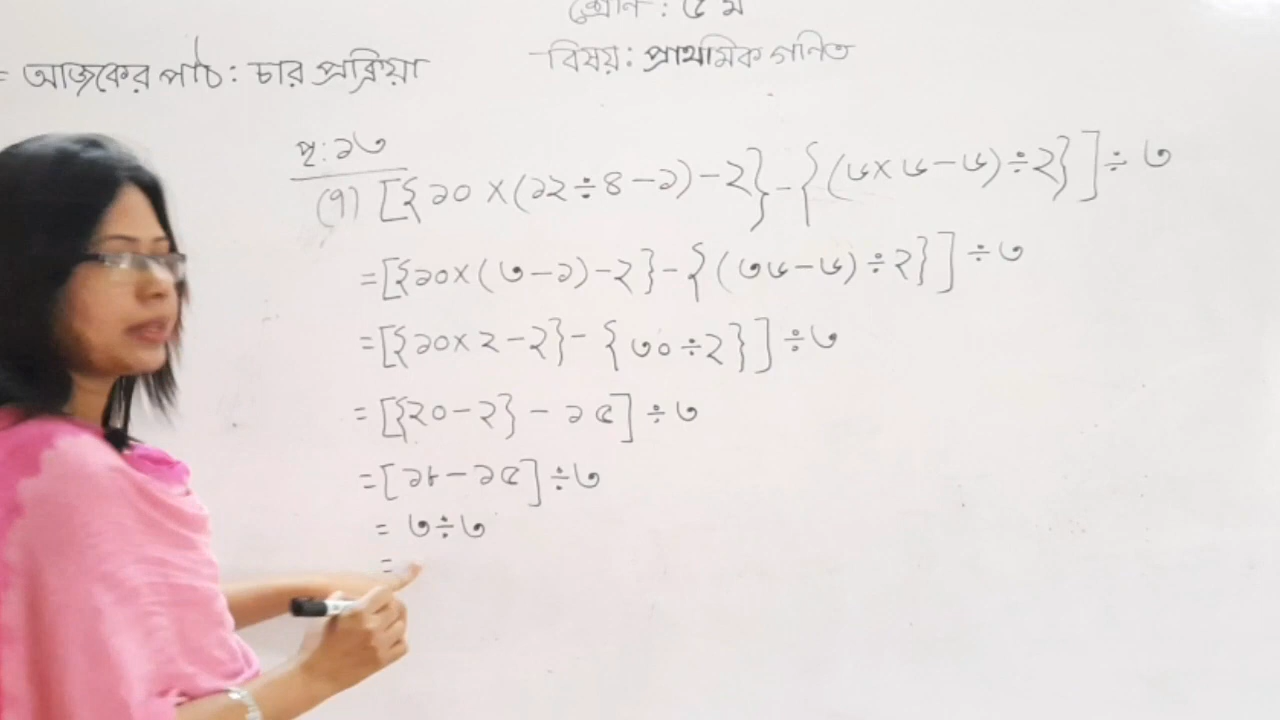 শ্রেণি : ৫ ম
= আজকের পাঠ : চার প্রক্রিয়া
বিষয় : প্রাথমিক গণিত
পৃ : ১৩
(৭) [{১০ × (১২ ÷ ৪ - ১) - ২} - {(৬ × ৬ - ৬) ÷ ২}] ÷ ৩
= [{১০ × (৩ - ১) - ২} - {(৩৬ - ৬) ÷ ২}] ÷ ৩
= [{১০ × ২ - ২} - {৩০ ÷ ২}] ÷ ৩
= [{২০ - ২} - ১৫] ÷ ৩
= [১৮ - ১৫] ÷ ৩
= ৩ ÷ ৩
=